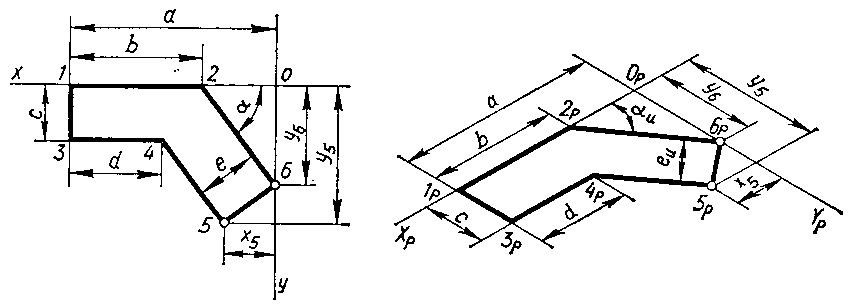 a
b
x 1 2 0
c α
y₆ y₅
3 d 4 e
6
5
x₅
y
0ₚ
a
y₅
y₆
b 2ₚ αᵤ
6ₚ
eᵤ
1ₚ 4ₚ x₅
c d 5ₚ
Xₚ 3ₚ Yₚ